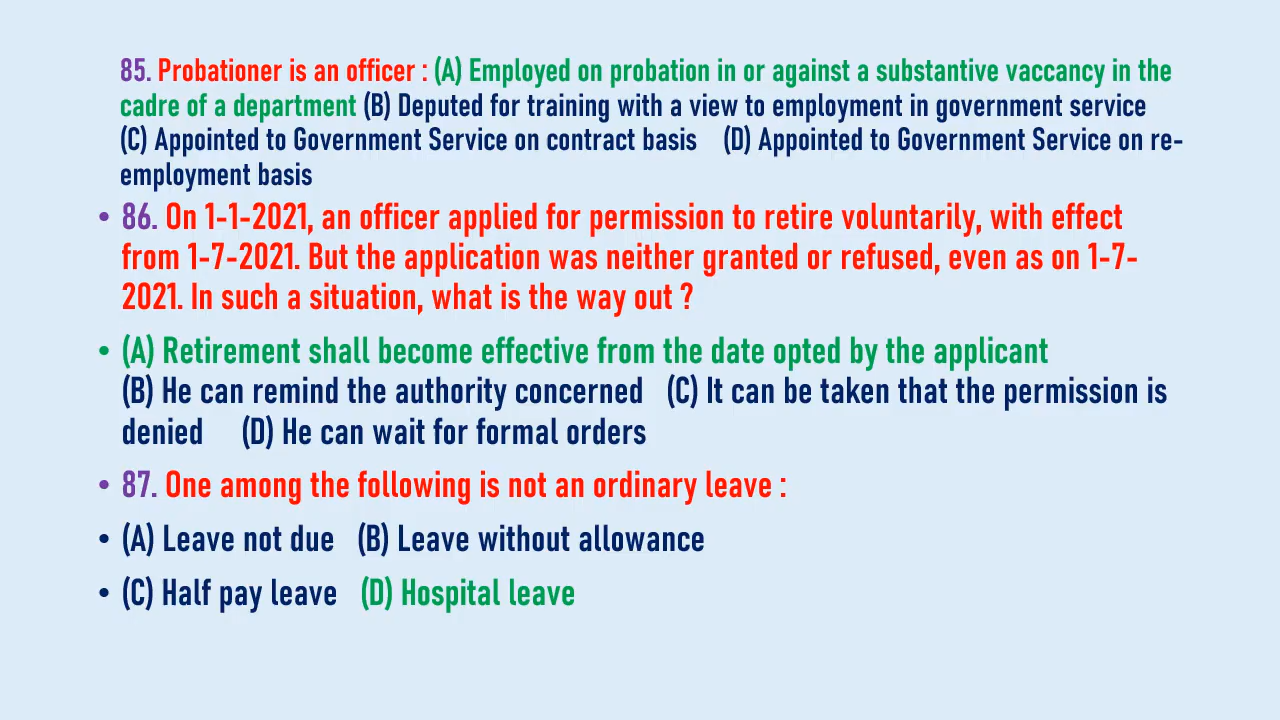 85. Probationer is an officer : (A) Employed on probation in or against a substantive vaccancy in the
cadre of a department (B) Deputed for training with a view to employment in government service
(C) Appointed to Government Service on contract basis (D) Appointed to Government Service on re-
employment basis
• 86. On 1-1-2021, an officer applied for permission to retire voluntarily, with effect
from 1-7-2021. But the application was neither granted or refused, even as on 1-7-
2021. In such a situation, what is the way out ?
• (A) Retirement shall become effective from the date opted by the applicant
(B) He can remind the authority concerned (C) It can be taken that the permission is
denied (D) He can wait for formal orders
• 87. One among the following is not an ordinary leave :
• (A) Leave not due (B) Leave without allowance
• (C) Half pay leave (D) Hospital leave